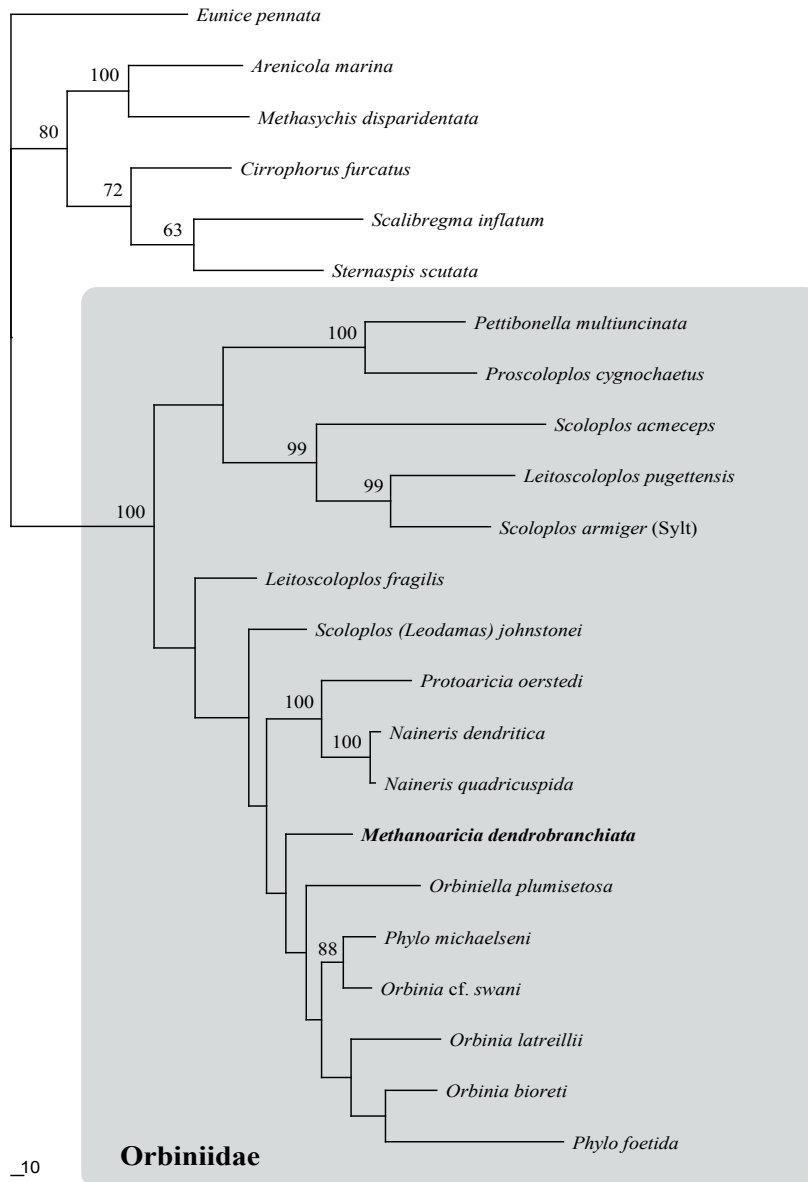 Eunice pennata
Arenicola marina
100
Methasychis disparidentata
80
Cirrophorus furcatus
72
Scalibregma inflatum
63
Sternaspis scutata
Pettibonella multiuncinata
100
Proscoloplos cygnochaetus
Scoloplos acmeceps
99
Leitoscoloplos pugettensis
99
Scoloplos armiger (Sylt)
100
Leitoscoloplos fragilis
Scoloplos (Leodamas) johnstonei
Protoaricia oerstedi
100
Naineris dendritica
100
Naineris quadricuspida
Methanoaricia dendrobranchiata
Orbiniella plumisetosa
Phylo michaelseni
88
Orbinia cf. swani
Orbinia latreillii
Orbinia bioreti
Phylo foetida
Orbiniidae
10